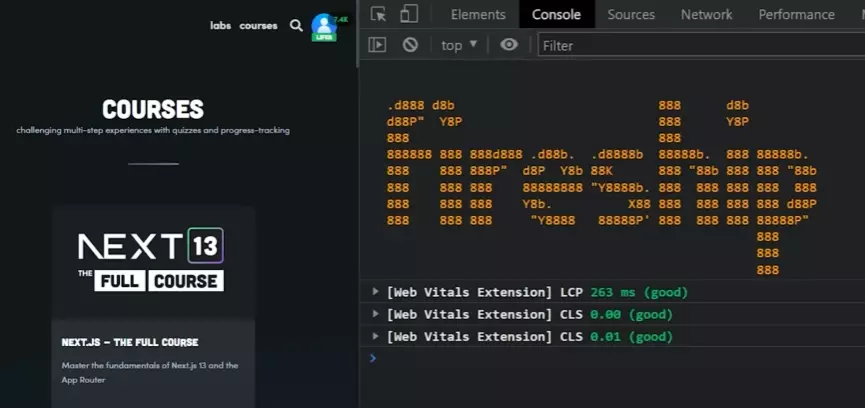 labs courses
7.4K
LIFER
COURSES
challenging multi-step experiences with quizzes and progress-tracking
NEXT 13
THE FULL COURSE
NEXT.JS – THE FULL COURSE
Master the fundamentals of Next.js 13 and the
App Router
Elements Console Sources Network Performance
top Filter
.d888 d8b 888 d8b
d88P" Y8P 888 Y8P
888 888
888888 888 888d888 .d88b. .d8888b 88888b. 888 88888b.
888 888 888P" d8P Y8b 88K 888 "88b 888 888 "88b
888 888 888 88888888 "Y8888b. 888 888 888 888 888
888 888 888 Y8b. X88 888 888 888 888 d88P
888 888 888 "Y8888 88888P' 888 888 888 88888P"
888
888
888
[Web Vitals Extension] LCP 263 ms (good)
[Web Vitals Extension] CLS 0.00 (good)
[Web Vitals Extension] CLS 0.01 (good)